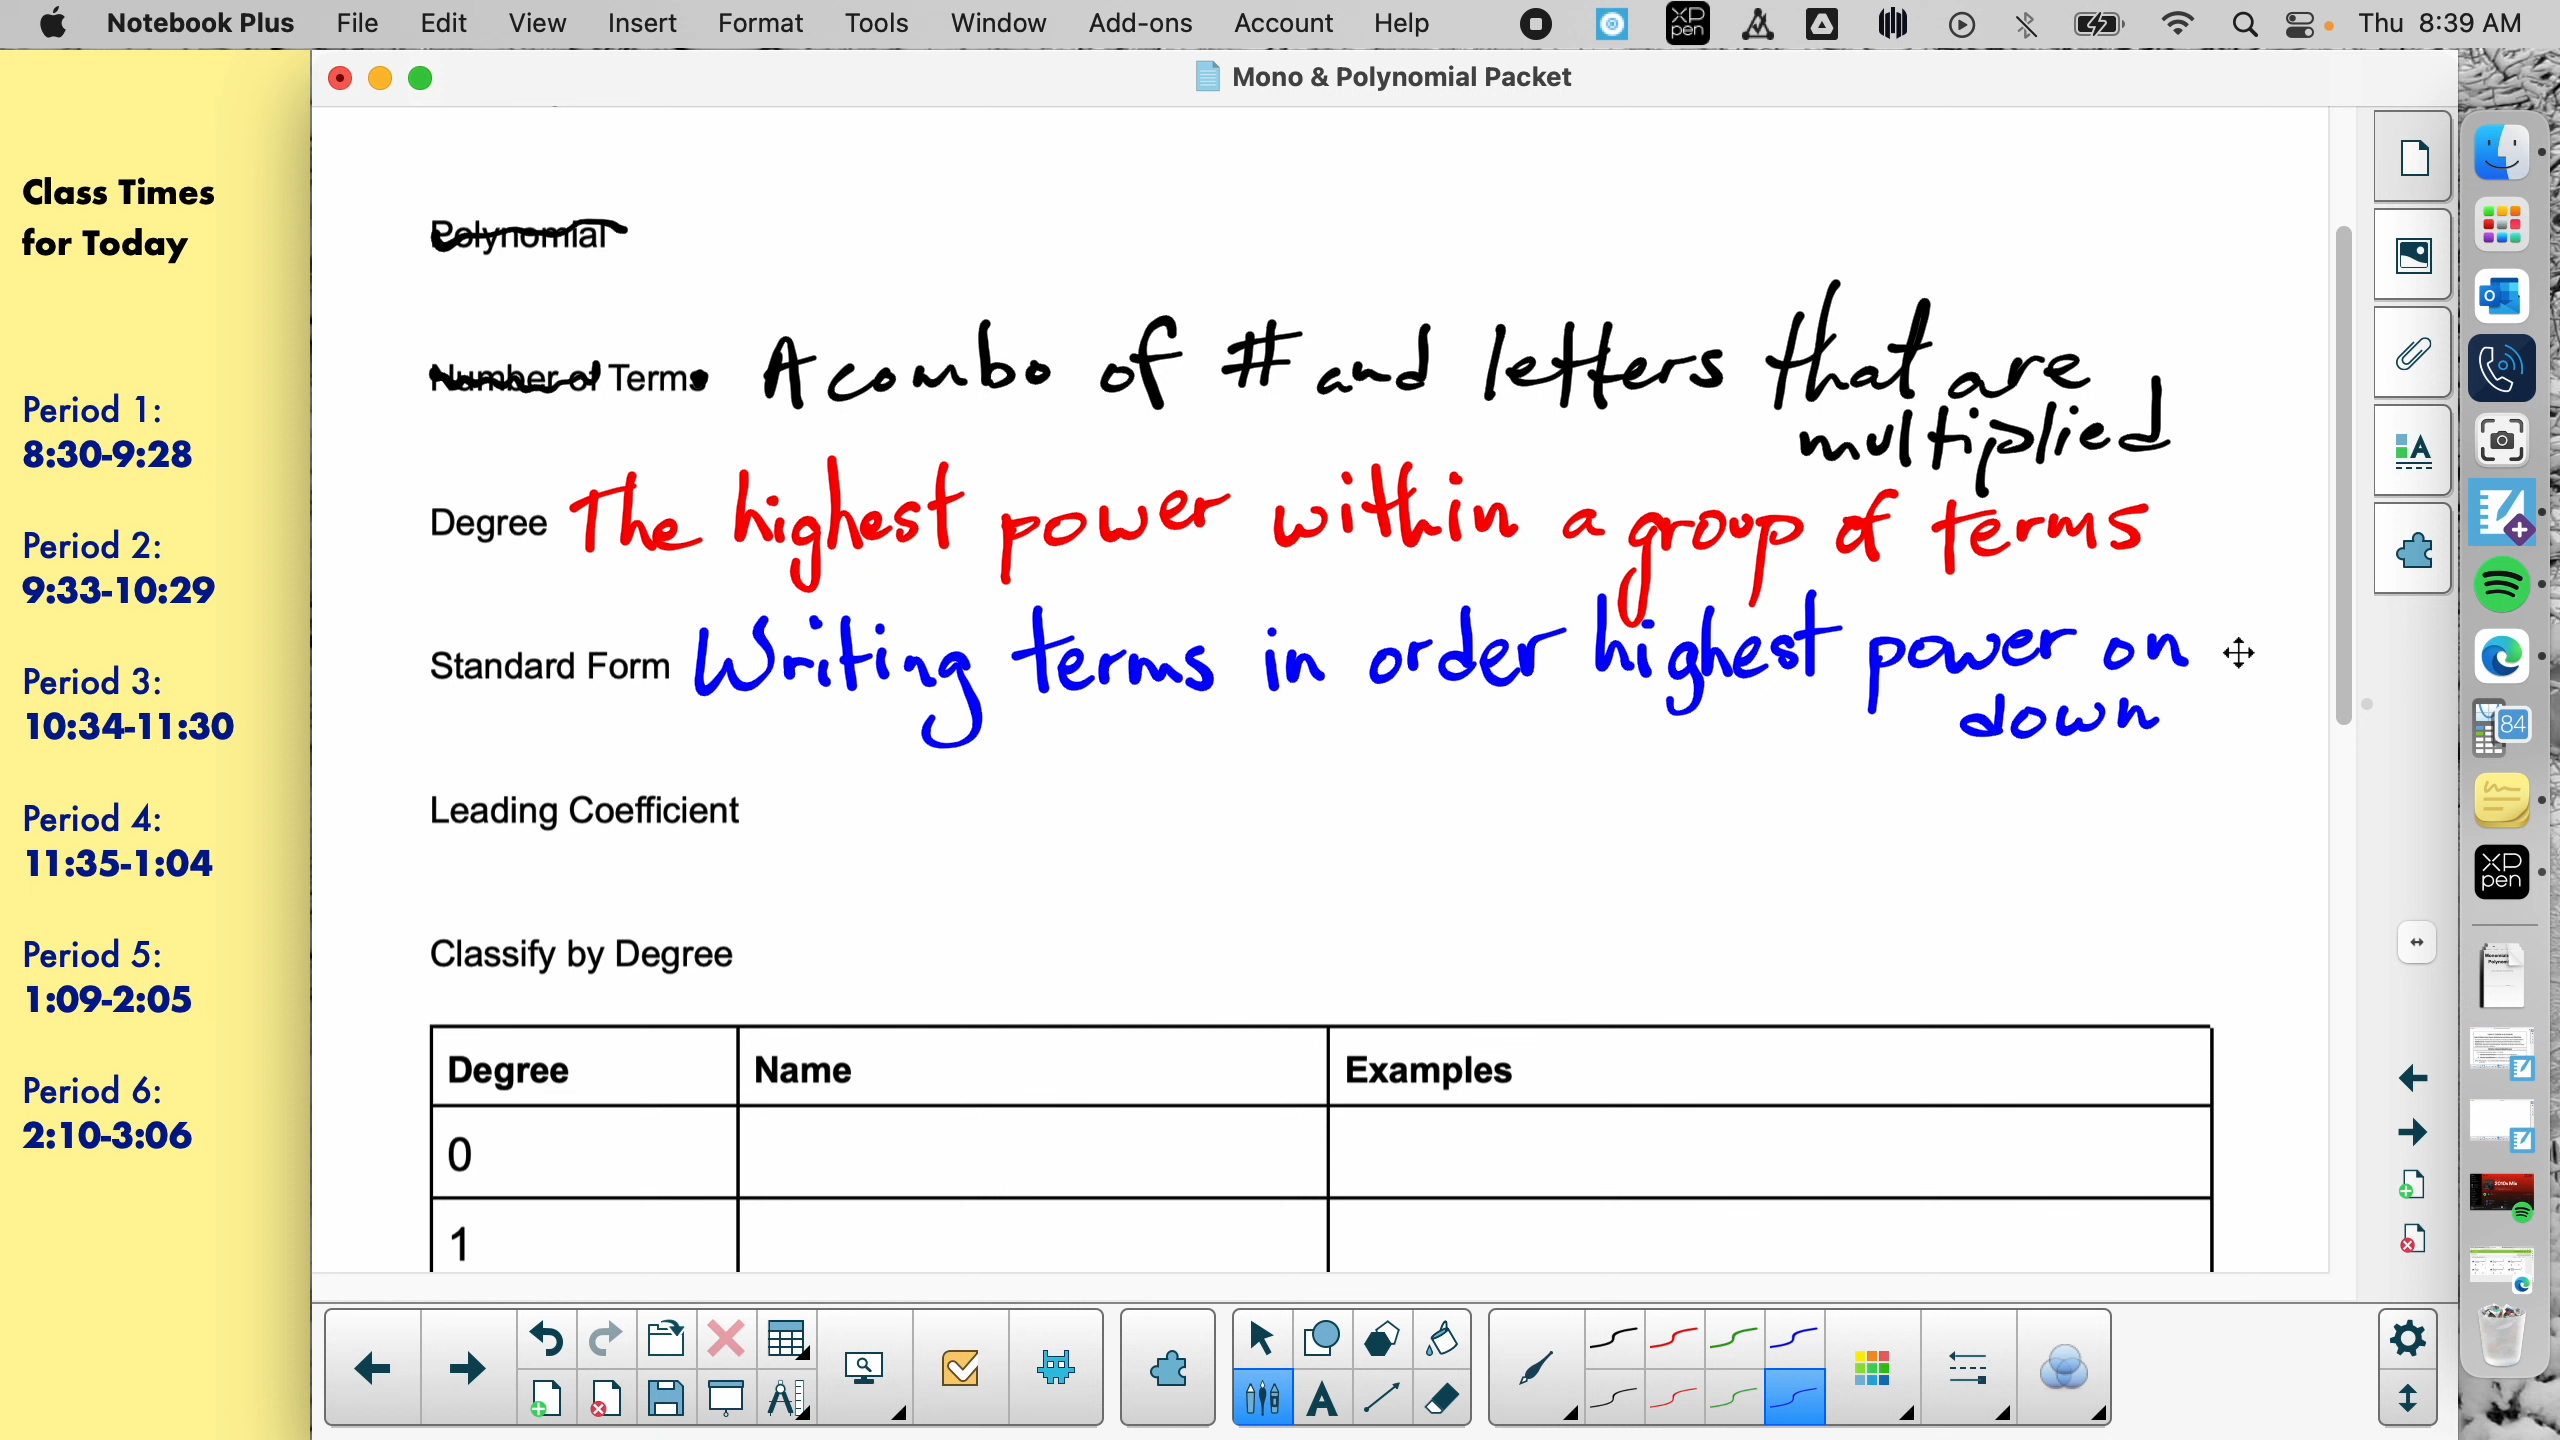 Notebook Plus File Edit View Insert Format Tools Window Add-ons Account Help XP pen Thu 8:39 AM
Mono & Polynomial Packet
Class Times
for Today
Period 1:
8:30-9:28
Period 2:
9:33-10:29
Period 3:
10:34-11:30
Period 4:
11:35-1:04
Period 5:
1:09-2:05
Period 6:
2:10-3:06
Polynomial
Number of Terms A combo of # and letters that are
multiplied
Degree The highest power within a group of terms
Standard Form Writing terms in order highest power on
down
Leading Coefficient
Classify by Degree
Degree Name Examples
0
1
84
XP
pen